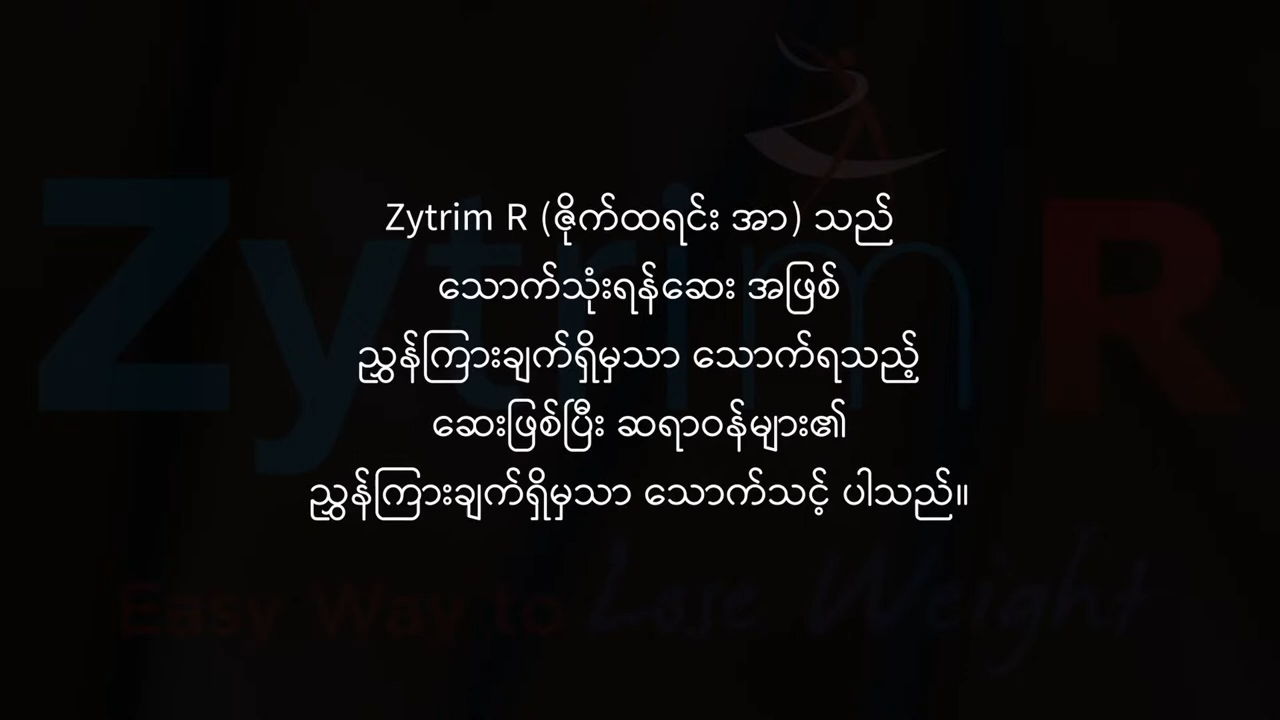 Zytrim R
Zytrim R (ဇိုက်ထရင်း အာ) သည်
သောက်သုံးရန်ဆေး အဖြစ်
ညွှန်ကြားချက်ရှိမှသာ သောက်ရသည့်
ဆေးဖြစ်ပြီး ဆရာဝန်များ၏
ညွှန်ကြားချက်ရှိမှသာ သောက်သင့် ပါသည်။
Easy Way to Lose Weight